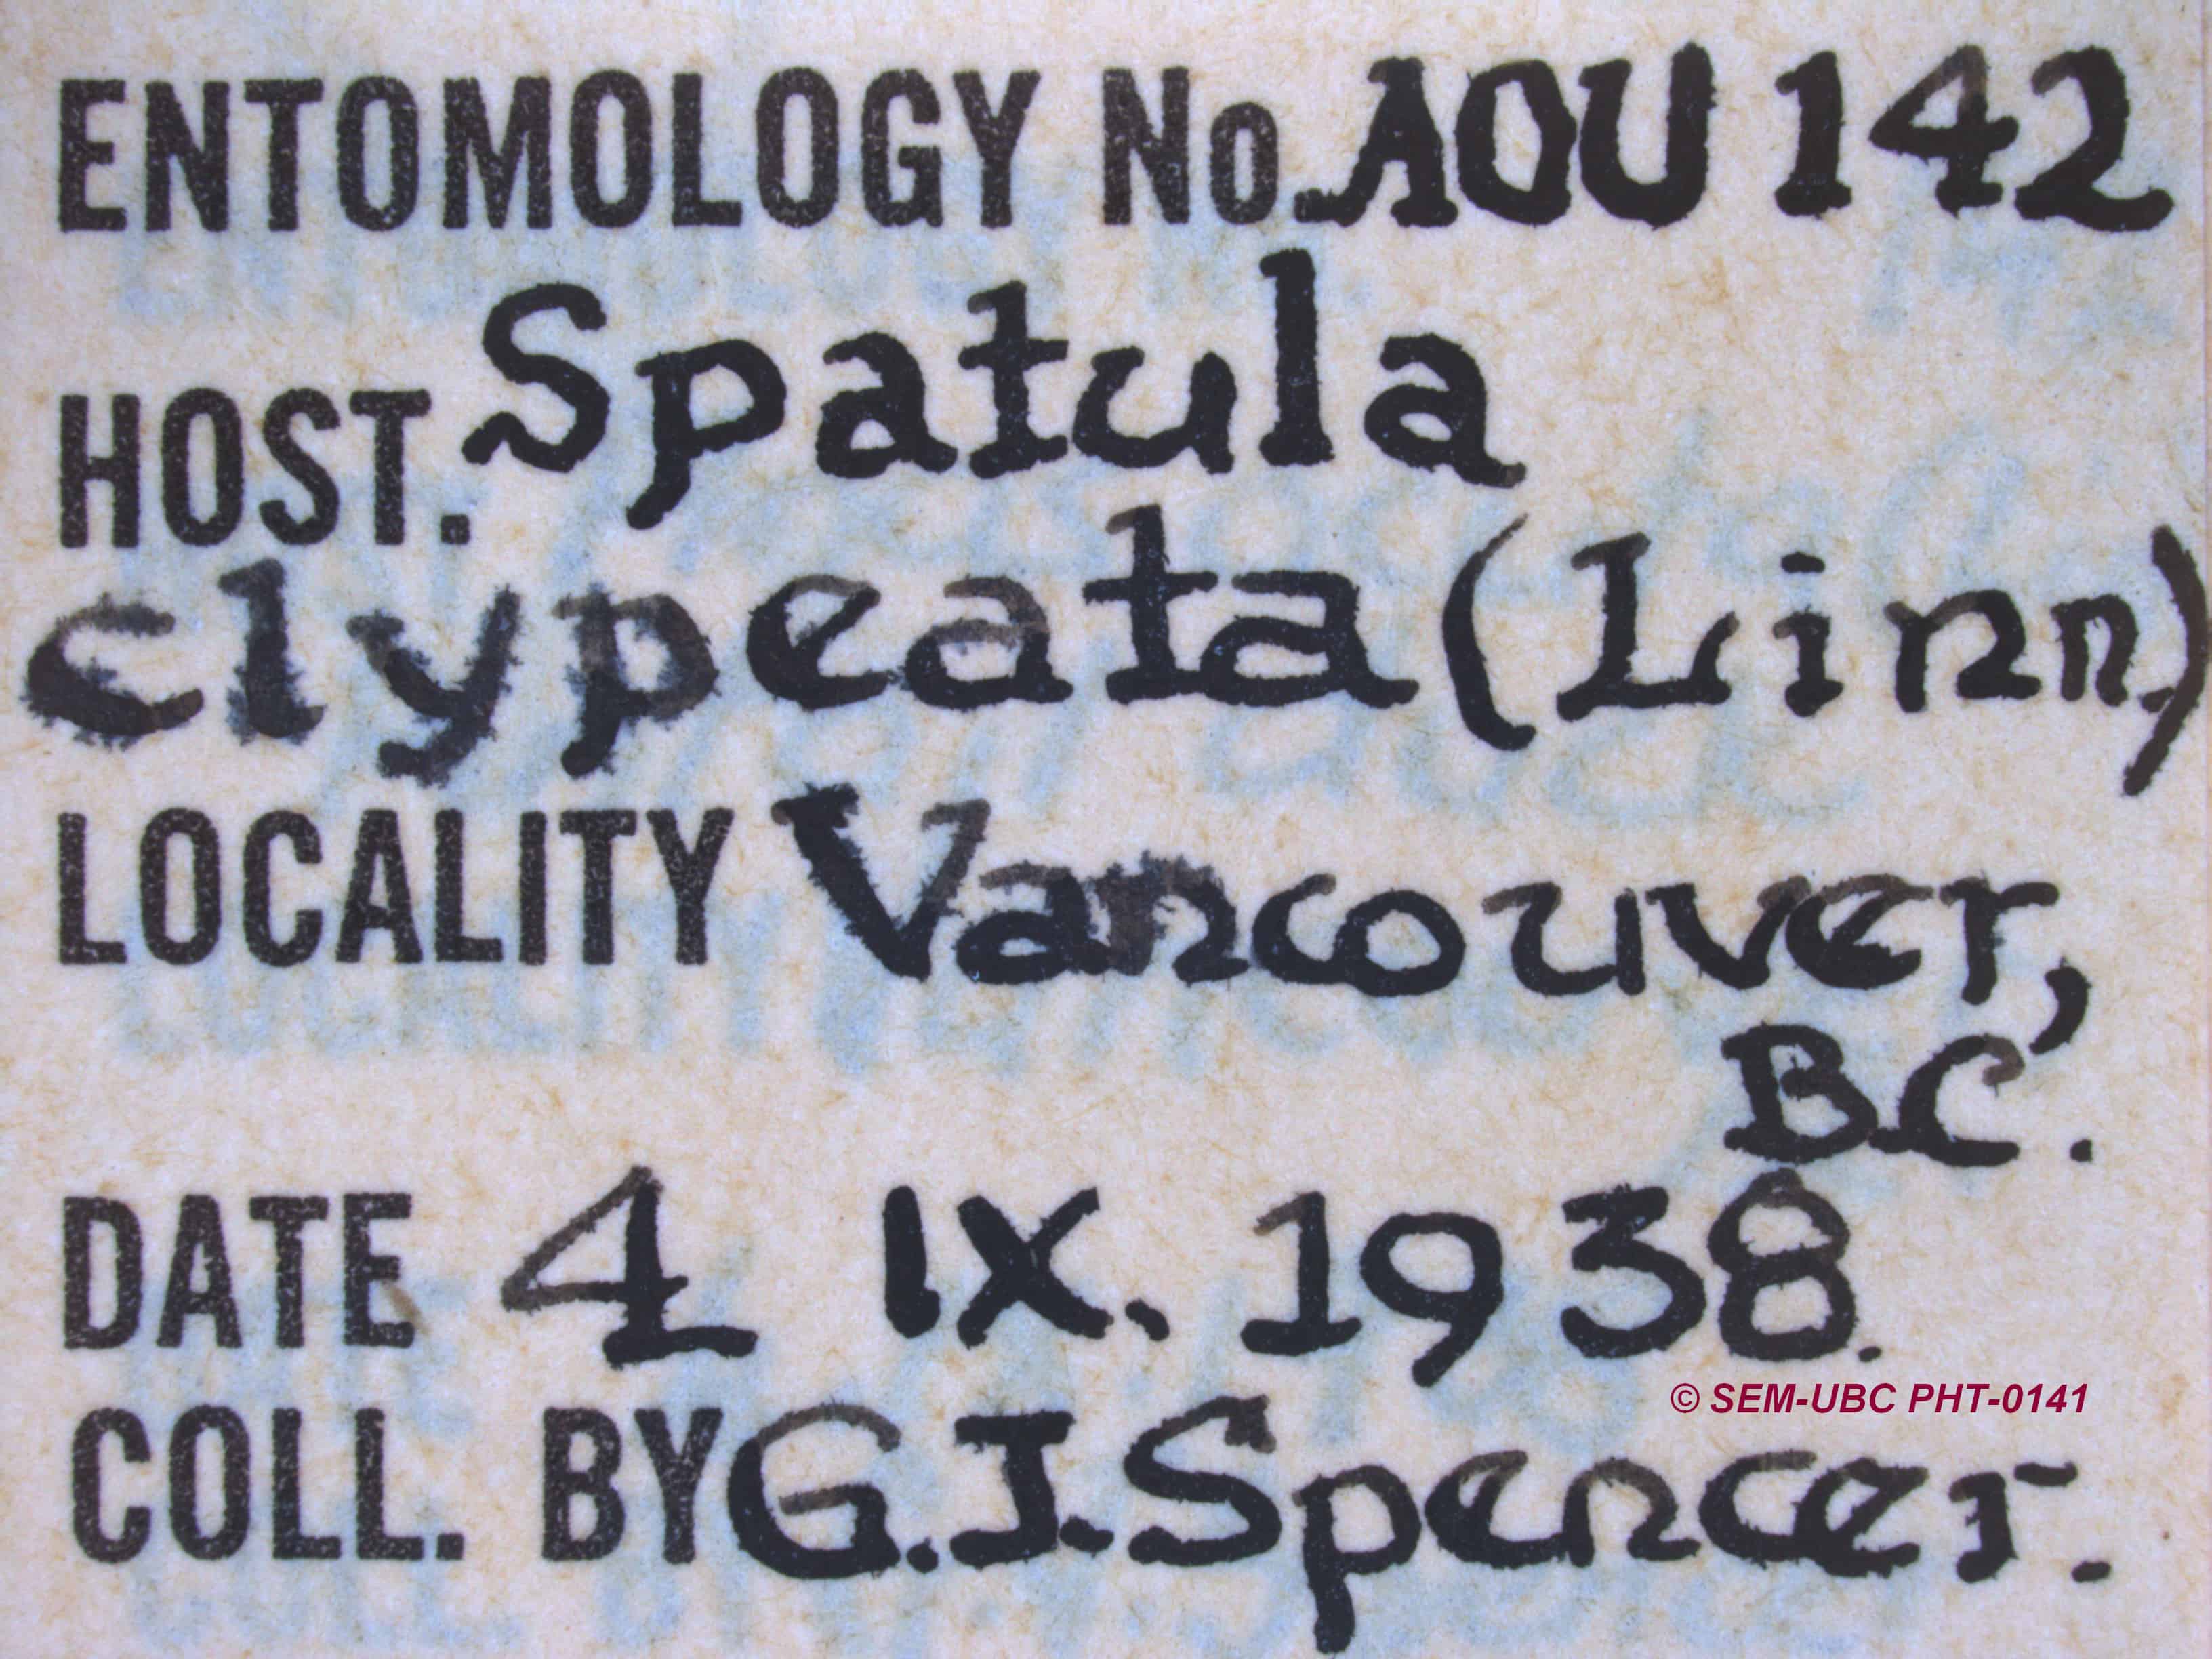 ENTOMOLOGY No. AOU 142
HOST. Spatula
clypeata (Linn.)
LOCALITY Vancouver,
B.C.
DATE 4 IX. 1938.
© SEM-UBC PHT-0141
COLL. BY G.J. Spencer.